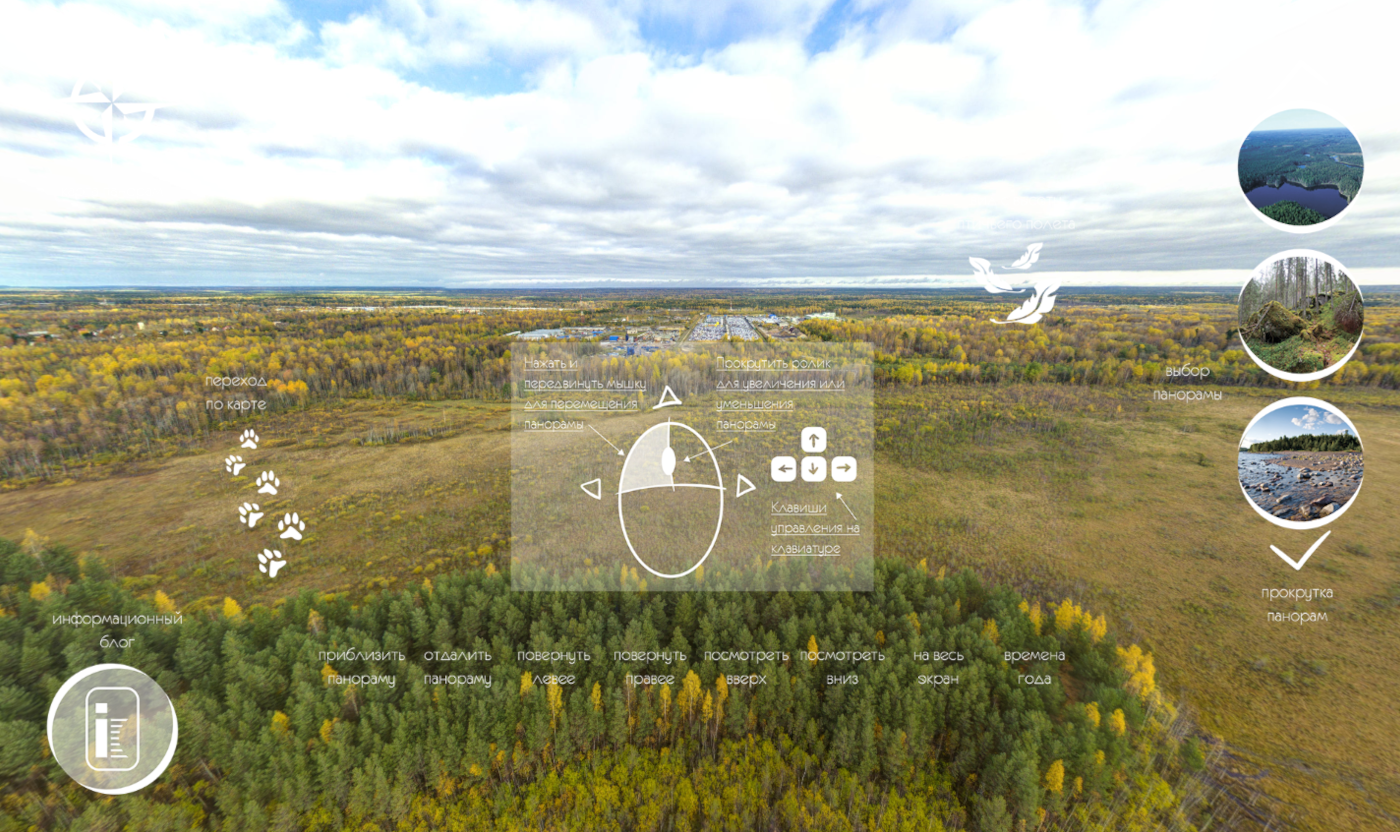 Нажать и
передвинуть мышку
для перемещения
панорамы
Прокрутить ролик
для увеличения или
уменьшения
панорамы
Клавиши
управления на
клавиатуре
переход
по карте
выбор
панорамы
прокрутка
панорам
информационный
блог
приблизить
панораму
отдалить
панораму
повернуть
левее
повернуть
правее
посмотреть
вверх
посмотреть
вниз
на весь
экран
времена
года